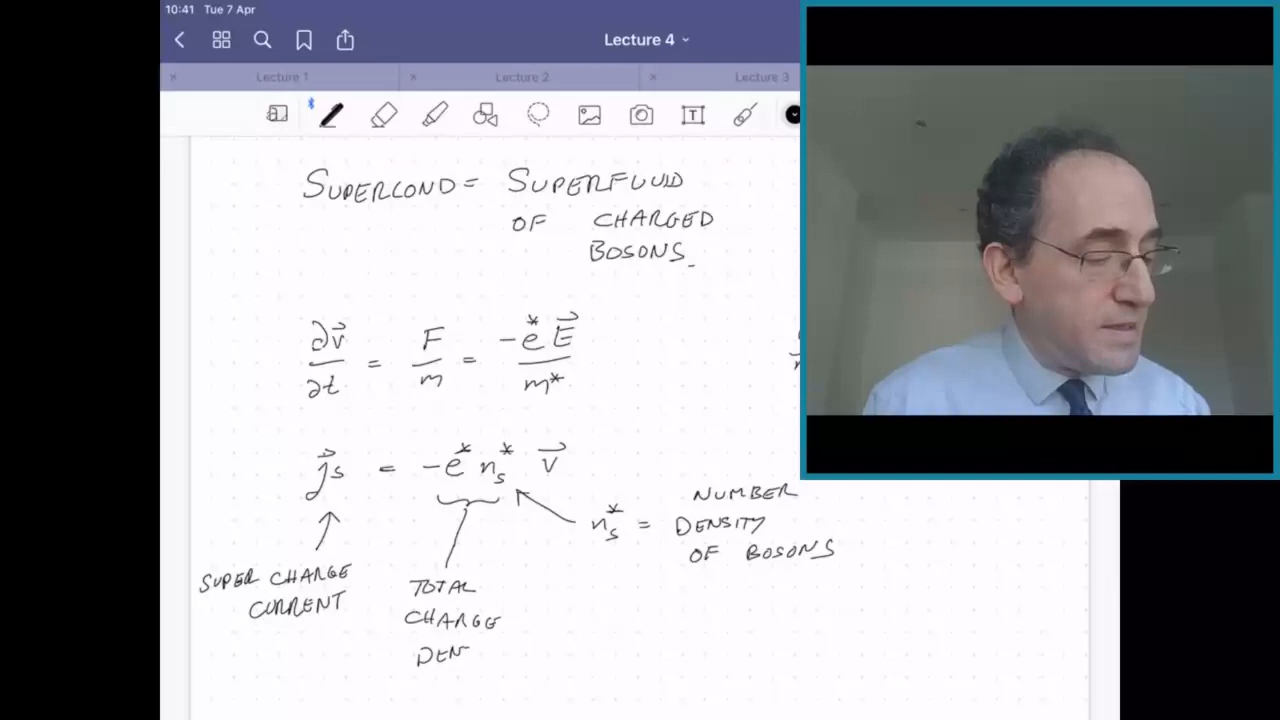 10:41 Tue 7 Apr
Lecture 4
× Lecture 1 × Lecture 2 × Lecture 3
SUPERCOND = SUPERFLUID
OF CHARGED
BOSONS
∂v⃗/∂t = F/m = -e*E⃗/m*
j⃗s = -e* ns* v⃗
ns* = NUMBER
DENSITY
OF BOSONS
SUPER CHARGE
CURRENT
TOTAL
CHARGE
DEN